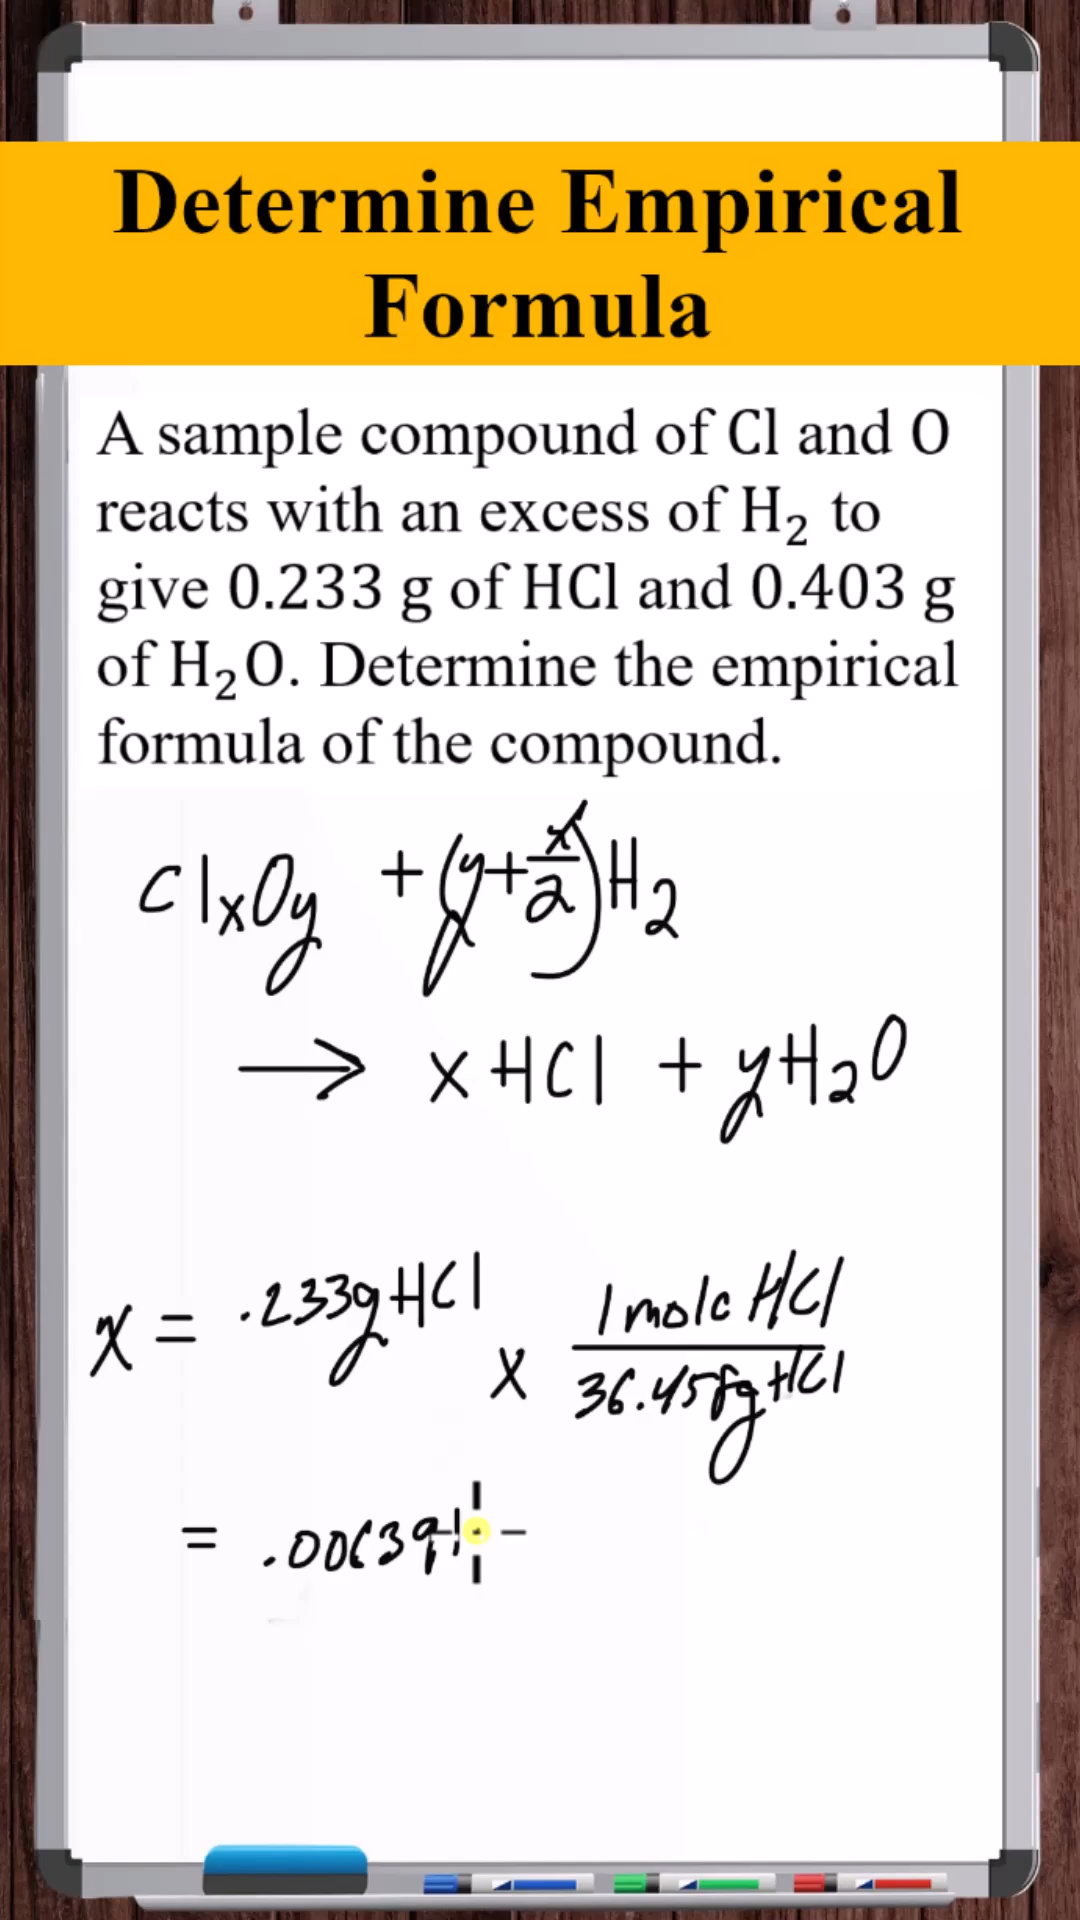 Determine Empirical
Formula
A sample compound of Cl and O
reacts with an excess of H₂ to
give 0.233 g of HCl and 0.403 g
of H₂O. Determine the empirical
formula of the compound.
ClxOy + (y + x/2) H₂
→ x HCl + y H₂O
x = .233g HCl x 1 mole HCl / 36.458g HCl
= .00639